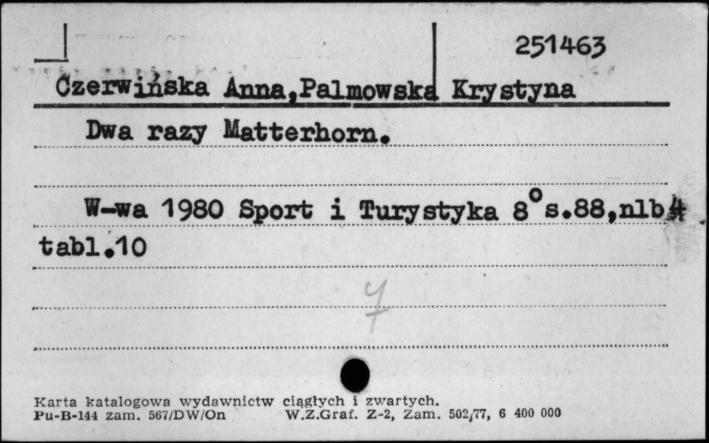 251463
Czerwińska Anna,Palmowska Krystyna
Dwa razy Matterhorn.
W-wa 1980 Sport i Turystyka 8° s.88,nlb4
tabl.10
Karta katalogowa wydawnictw ciągłych i zwartych.
Pu-B-144 zam. 567/DW/On W.Z.Graf. Z-2, Zam. 502/77, 6 400 000